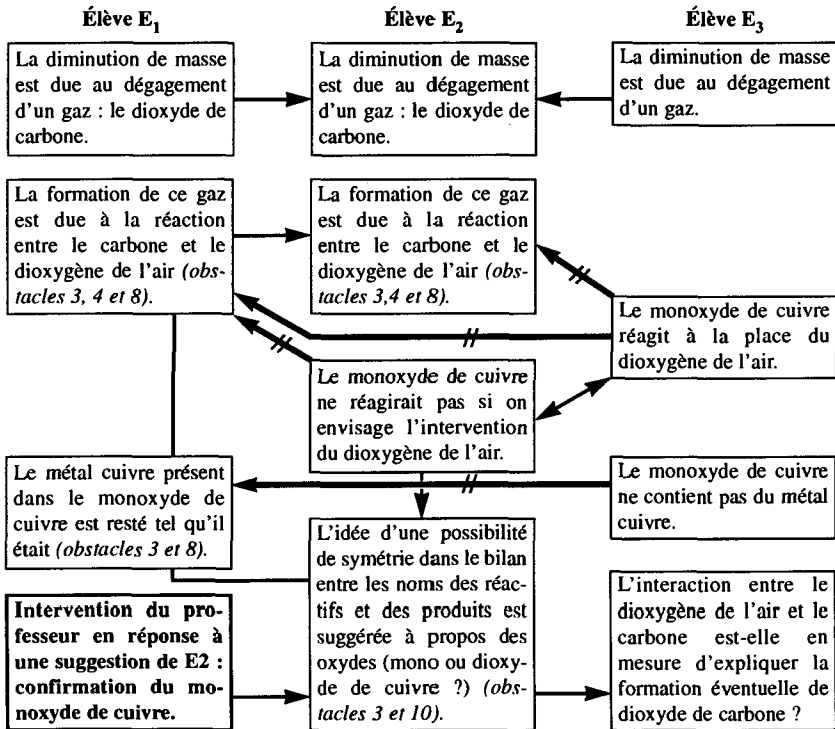 Élève E1
Élève E2
Élève E3
La diminution de masse
est due au dégagement
d'un gaz : le dioxyde de
carbone.
La diminution de masse
est due au dégagement
d'un gaz : le dioxyde de
carbone.
La diminution de masse
est due au dégagement
d'un gaz.
La formation de ce gaz
est due à la réaction
entre le carbone et le
dioxygène de l'air (obs-
tacles 3, 4 et 8).
La formation de ce gaz
est due à la réaction
entre le carbone et le
dioxygène de l'air (obs-
tacles 3,4 et 8).
Le monoxyde de cuivre
réagit à la place du
dioxygène de l'air.
Le monoxyde de cuivre
ne réagirait pas si on
envisage l'intervention
du dioxygène de l'air.
Le métal cuivre présent
dans le monoxyde de
cuivre est resté tel qu'il
était (obstacles 3 et 8).
Le monoxyde de cuivre
ne contient pas du métal
cuivre.
Intervention du pro-
fesseur en réponse à
une suggestion de E2 :
confirmation du mo-
noxyde de cuivre.
L'idée d'une possibilité
de symétrie dans le bilan
entre les noms des réac-
tifs et des produits est
suggérée à propos des
oxydes (mono ou dioxy-
de de cuivre ?) (obs-
tacles 3 et 10).
L'interaction entre le
dioxygène de l'air et le
carbone est-elle en
mesure d'expliquer la
formation éventuelle de
dioxyde de carbone ?